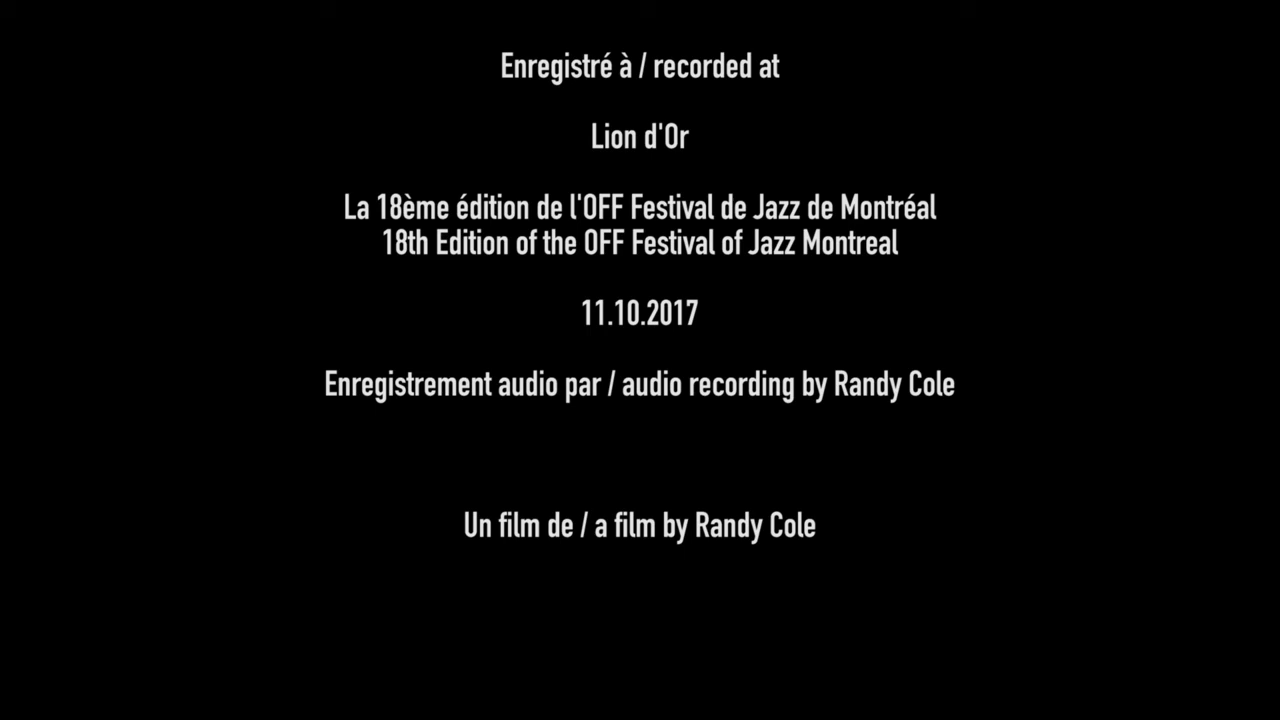 Enregistré à / recorded at
Lion d'Or
La 18ème édition de l'OFF Festival de Jazz de Montréal
18th Edition of the OFF Festival of Jazz Montreal
11.10.2017
Enregistrement audio par / audio recording by Randy Cole
Un film de / a film by Randy Cole